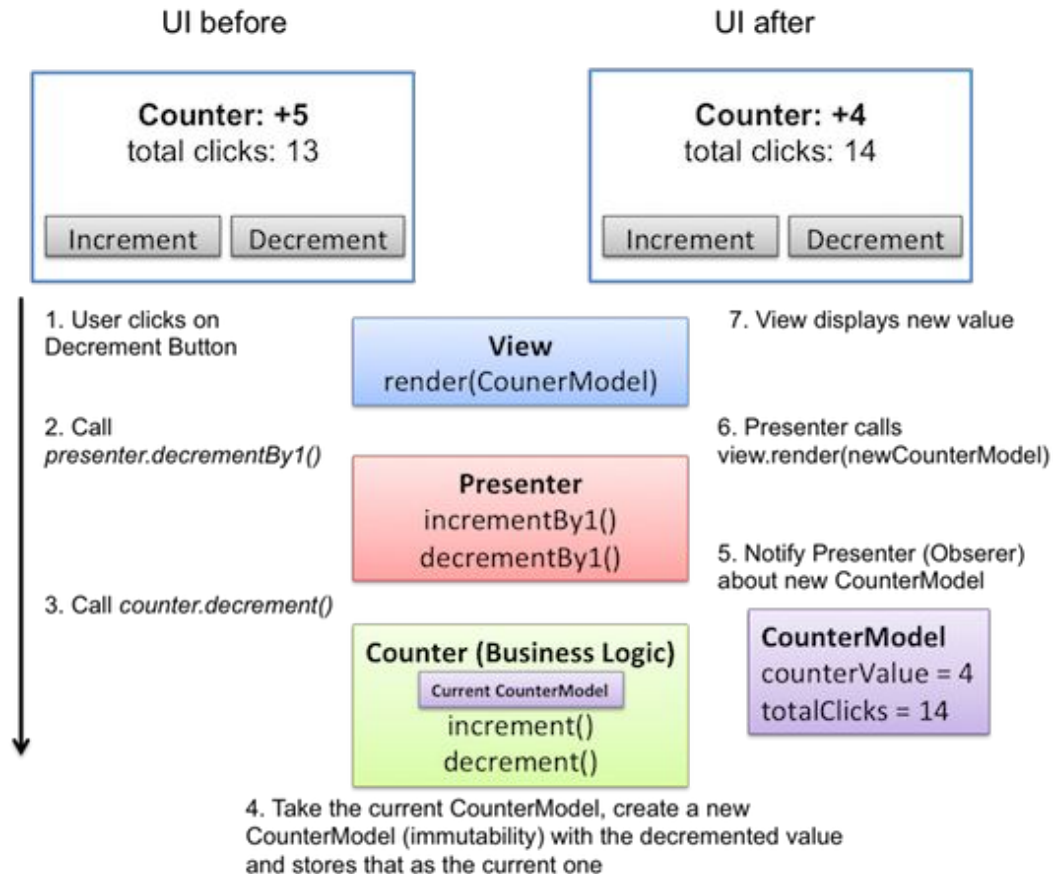 UI before
UI after
Counter: +5
total clicks: 13
Increment
Decrement
Counter: +4
total clicks: 14
Increment
Decrement
1. User clicks on
Decrement Button
View
render(CounerModel)
7. View displays new value
2. Call
presenter.decrementBy1()
6. Presenter calls
view.render(newCounterModel)
Presenter
incrementBy1()
decrementBy1()
5. Notify Presenter (Obserer)
about new CounterModel
3. Call counter.decrement()
Counter (Business Logic)
Current CounterModel
increment()
decrement()
CounterModel
counterValue = 4
totalClicks = 14
4. Take the current CounterModel, create a new
CounterModel (immutability) with the decremented value
and stores that as the current one